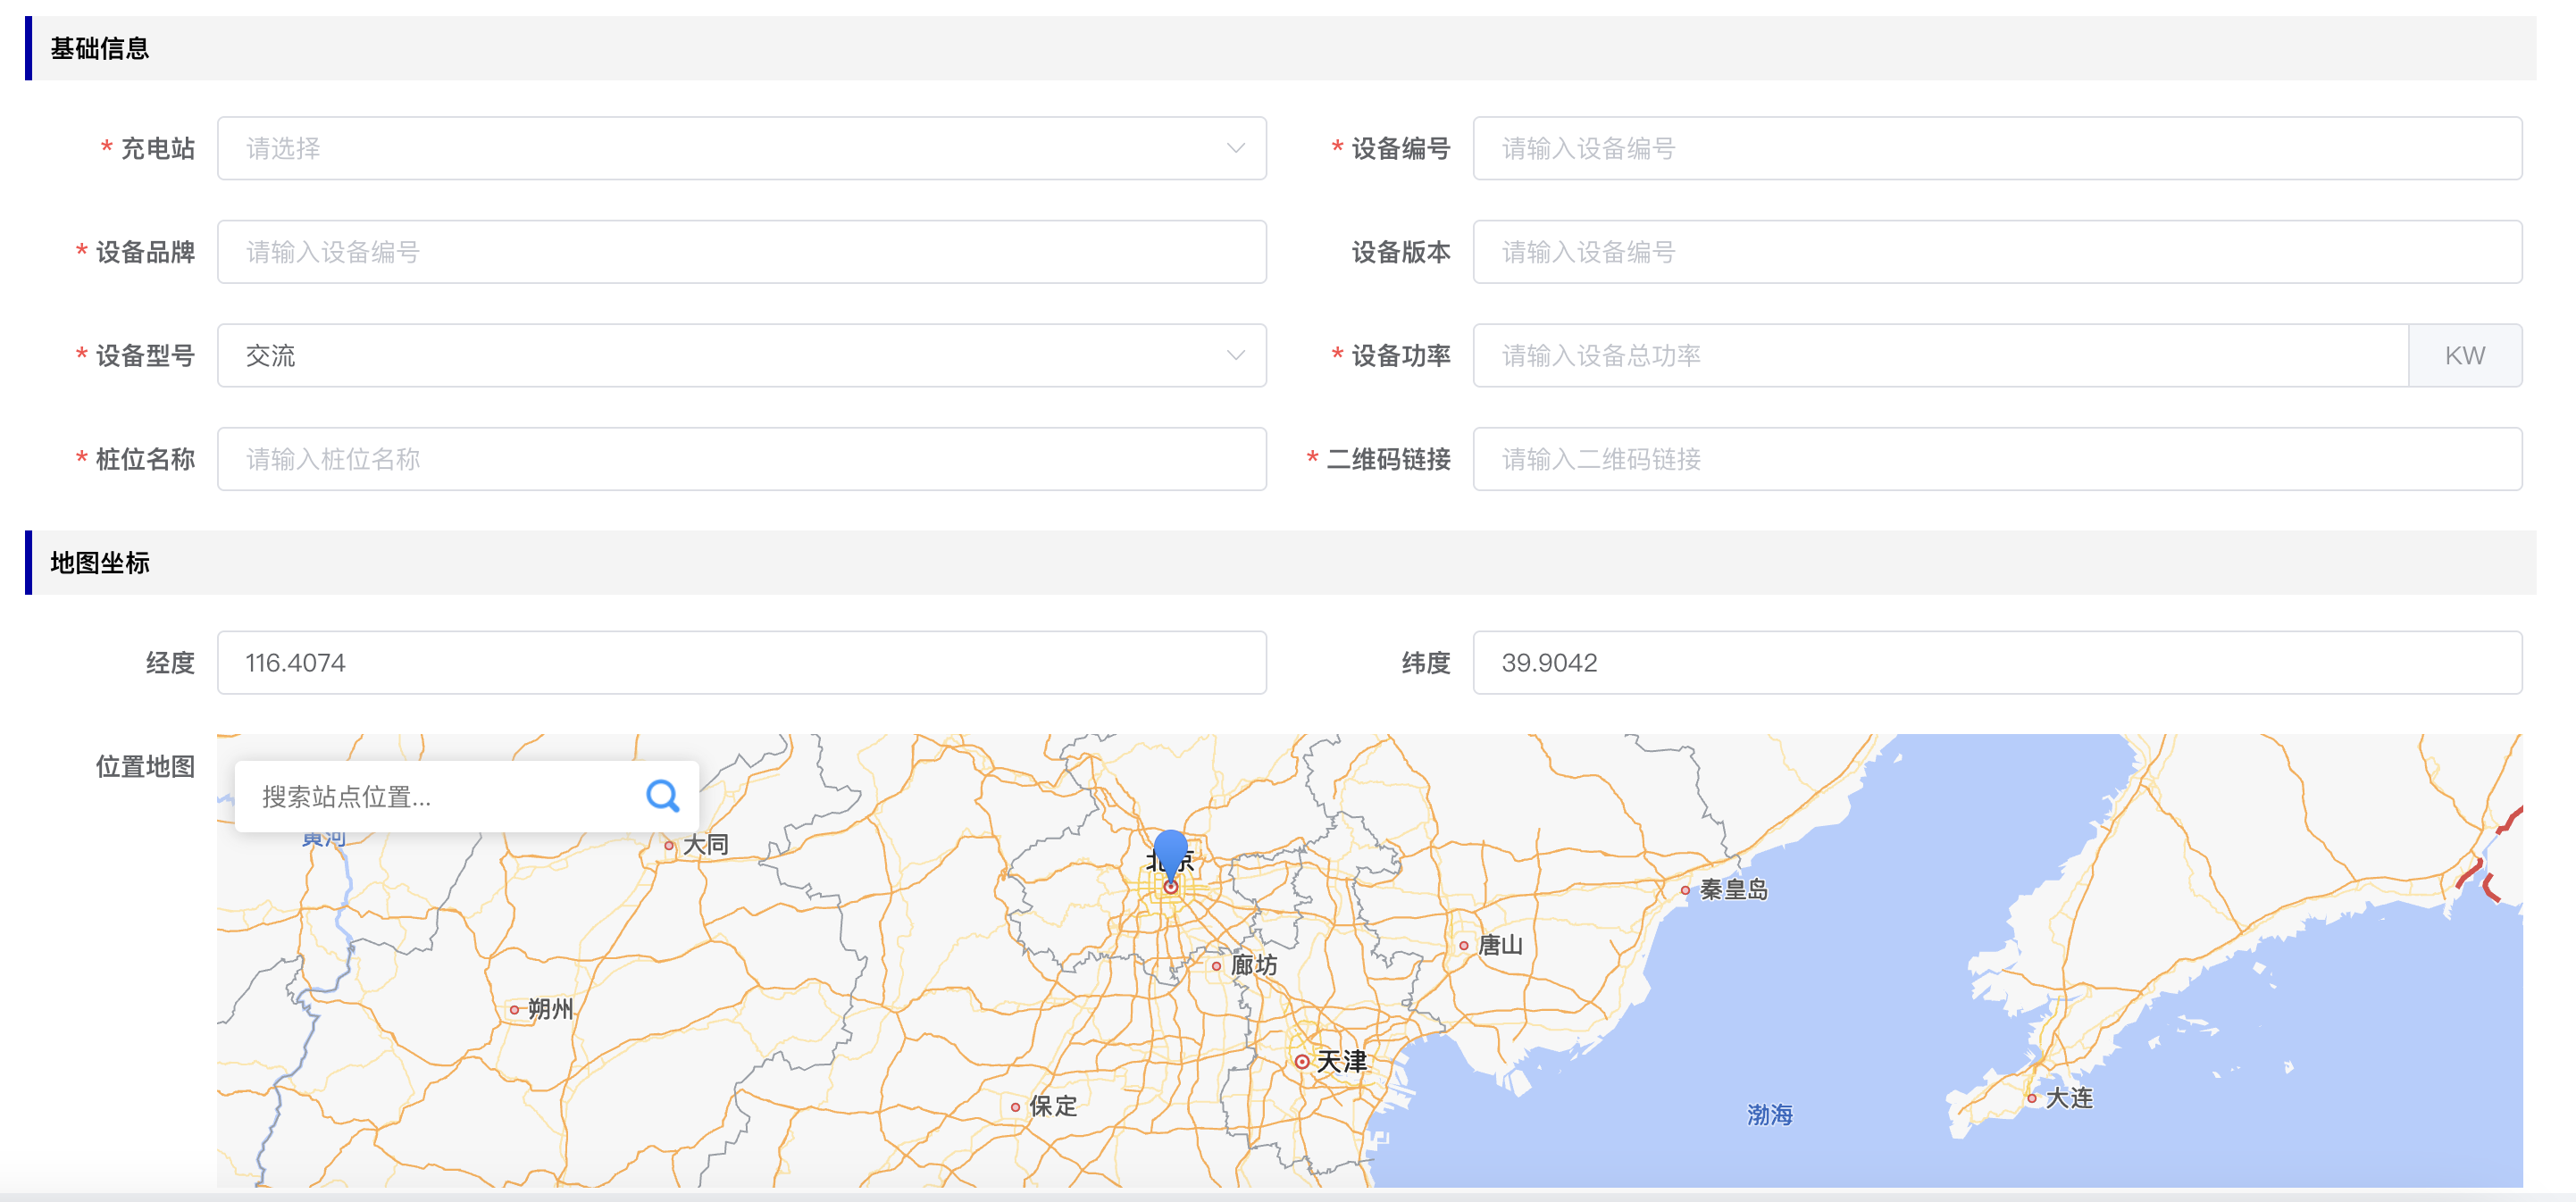 基础信息
* 充电站 请选择 * 设备编号 请输入设备编号
* 设备品牌 请输入设备编号 设备版本 请输入设备编号
* 设备型号 交流 * 设备功率 请输入设备总功率 KW
* 桩位名称 请输入桩位名称 * 二维码链接 请输入二维码链接
地图坐标
经度 116.4074 纬度 39.9042
位置地图
搜索站点位置...
黄河
大同
北京
秦皇岛
唐山
廊坊
朔州
天津
保定
大连
渤海